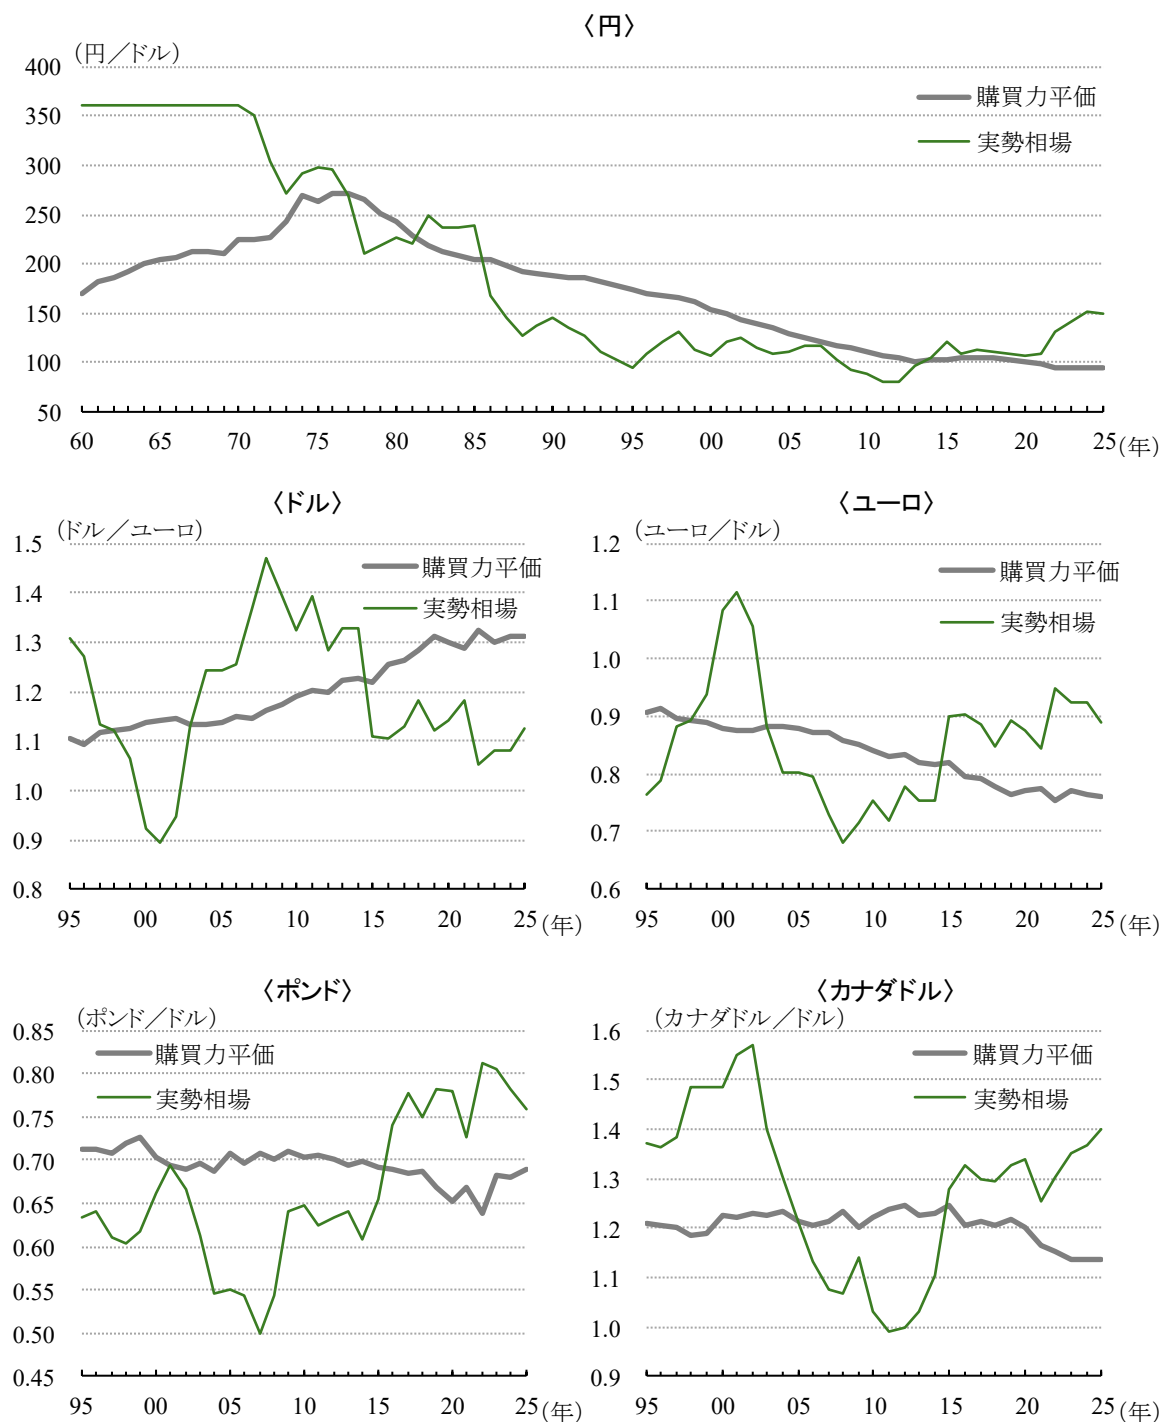 〈円〉
(円/ドル)
400
350
300
250
200
150
100
50
購買力平価
実勢相場
60 65 70 75 80 85 90 95 00 05 10 15 20 25 (年)
〈ドル〉
(ドル/ユーロ)
1.5
1.4
1.3
1.2
1.1
1.0
0.9
0.8
購買力平価
実勢相場
95 00 05 10 15 20 25 (年)
〈ユーロ〉
(ユーロ/ドル)
1.2
1.1
1.0
0.9
0.8
0.7
0.6
購買力平価
実勢相場
95 00 05 10 15 20 25 (年)
〈ポンド〉
(ポンド/ドル)
0.85
0.80
0.75
0.70
0.65
0.60
0.55
0.50
0.45
購買力平価
実勢相場
95 00 05 10 15 20 25 (年)
〈カナダドル〉
(カナダドル/ドル)
1.6
1.5
1.4
1.3
1.2
1.1
1.0
0.9
購買力平価
実勢相場
95 00 05 10 15 20 25 (年)